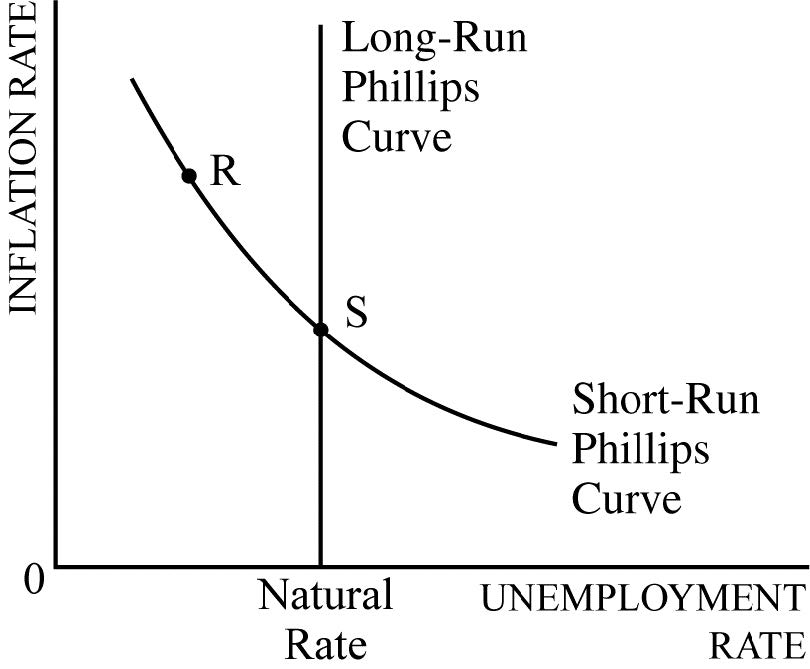 INFLATION RATE
Long-Run
Phillips
Curve
R
S
Short-Run
Phillips
Curve
0
Natural
Rate
UNEMPLOYMENT
RATE